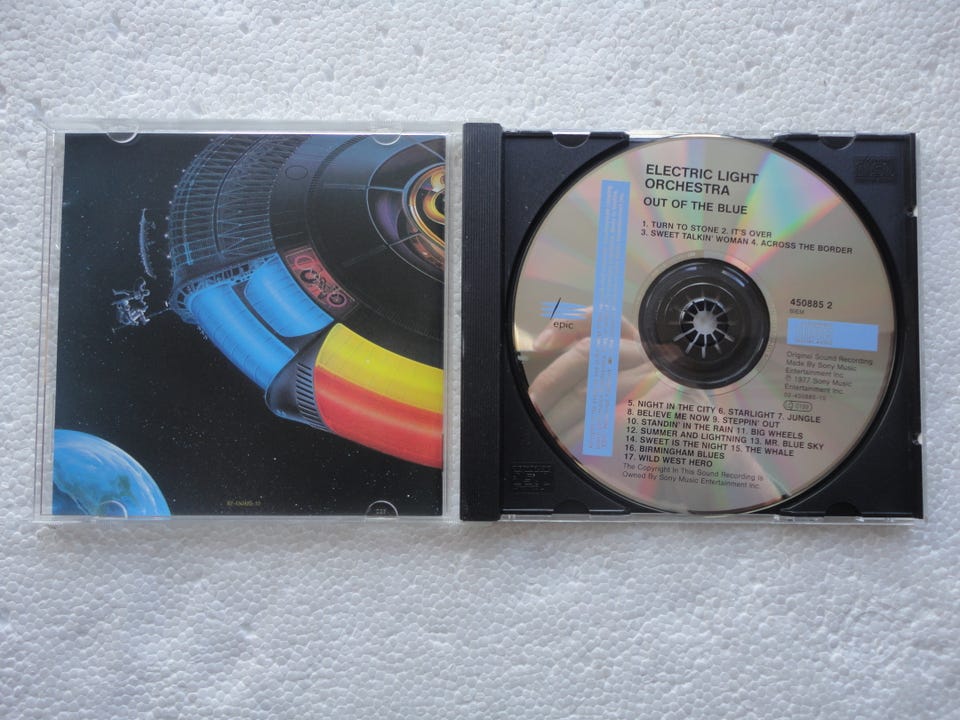 ELECTRIC LIGHT
ORCHESTRA
OUT OF THE BLUE
1. TURN TO STONE 2. IT'S OVER
3. SWEET TALKIN' WOMAN 4. ACROSS THE BORDER
epic
450885 2
BIEM
Original Sound Recording
Made By Sony Music
Entertainment Inc.
℗ 1977 Sony Music
Entertainment Inc.
02-450885-10
5. NIGHT IN THE CITY 6. STARLIGHT 7. JUNGLE
8. BELIEVE ME NOW 9. STEPPIN' OUT
10. STANDIN' IN THE RAIN 11. BIG WHEELS
12. SUMMER AND LIGHTNING 13. MR. BLUE SKY
14. SWEET IS THE NIGHT 15. THE WHALE
16. BIRMINGHAM BLUES
17. WILD WEST HERO
The Copyright In This Sound Recording is
Owned By Sony Music Entertainment Inc.